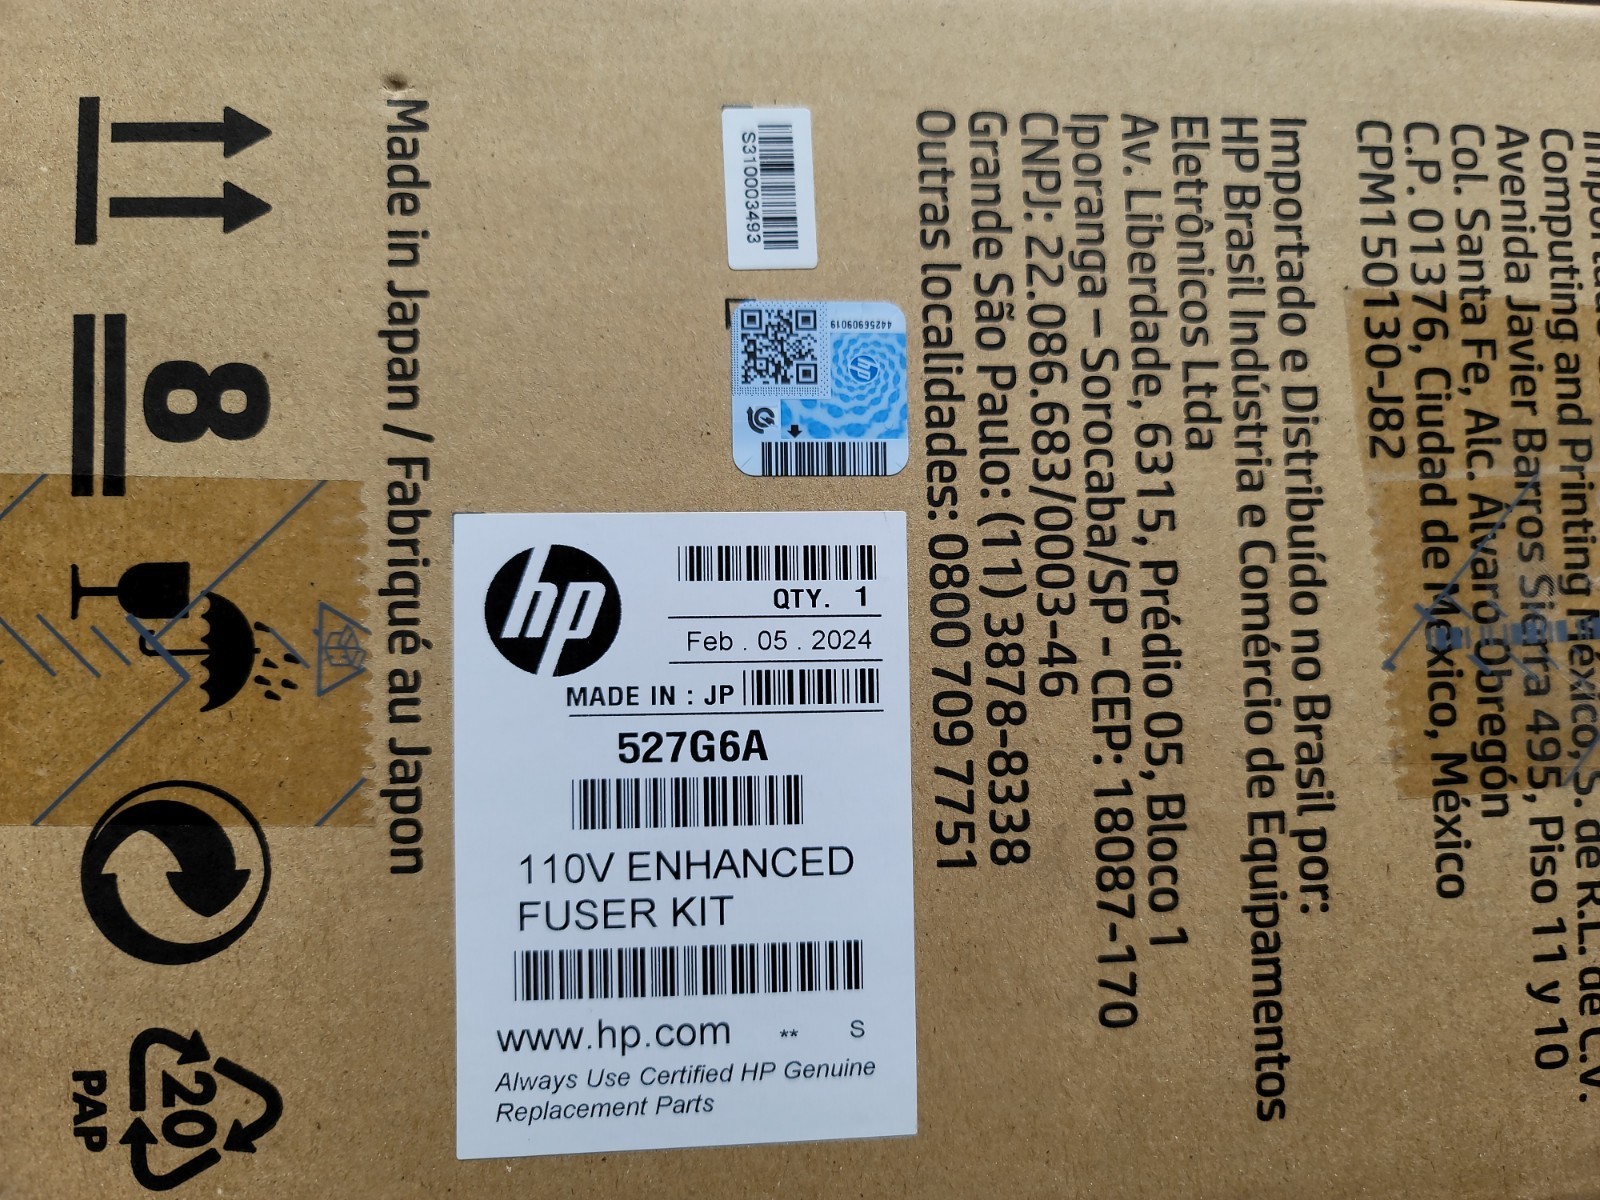 Computing and Printing México, S. de R.L. de C.V.
Avenida Javier Barros Sierra 495, Piso 11 y 10
Col. Santa Fe, Alc. Álvaro Obregón
C.P. 01376, Ciudad de México, México
CPM150130-J82
Importado e Distribuído no Brasil por:
HP Brasil Indústria e Comércio de Equipamentos
Eletrônicos Ltda
Av. Liberdade, 6315, Prédio 05, Bloco 1
Iporanga – Sorocaba/SP - CEP: 18087-170
CNPJ: 22.086.683/0003-46
Grande São Paulo: (11) 3878-8338
Outras localidades: 0800 709 7751
S3100003493
44256909019
hp
hp
QTY. 1
Feb . 05 . 2024
MADE IN : JP
527G6A
110V ENHANCED
FUSER KIT
www.hp.com ** S
Always Use Certified HP Genuine
Replacement Parts
Made in Japan / Fabriqué au Japon
8
20
PAP